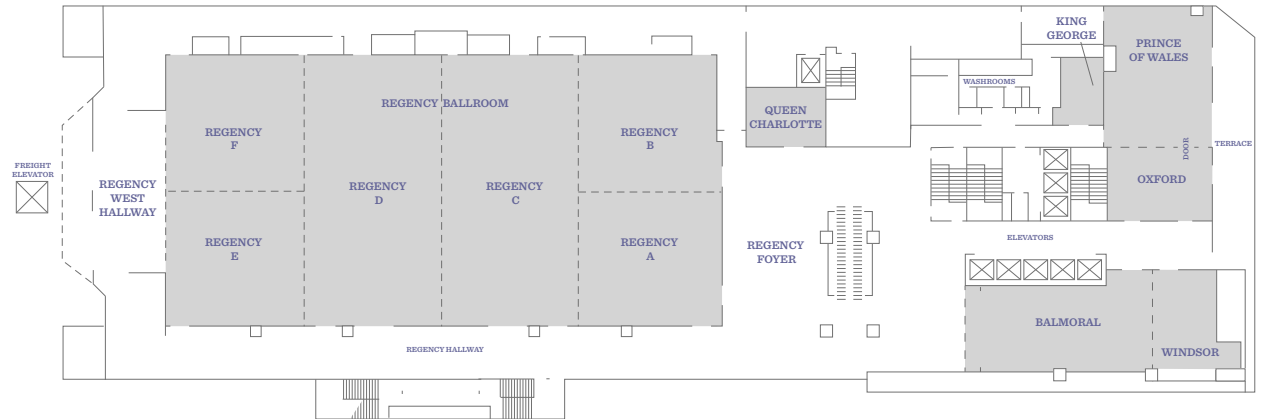 KING
GEORGE
PRINCE
OF WALES
WASHROOMS
REGENCY BALLROOM
QUEEN
CHARLOTTE
REGENCY
F
REGENCY
B
DOOR
TERRACE
FREIGHT
ELEVATOR
REGENCY
WEST
HALLWAY
REGENCY
D
REGENCY
C
OXFORD
REGENCY
E
REGENCY
A
REGENCY
FOYER
ELEVATORS
BALMORAL
WINDSOR
REGENCY HALLWAY